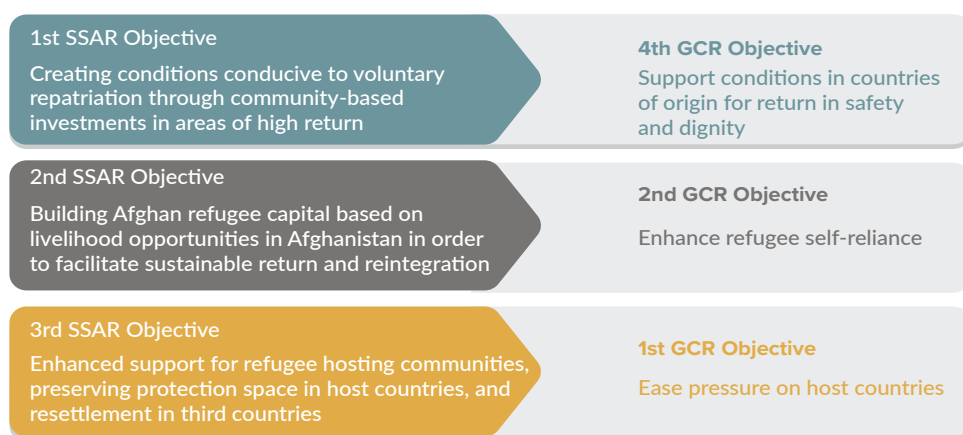 1st SSAR Objective
Creating conditions conducive to voluntary
repatriation through community-based
investments in areas of high return
4th GCR Objective
Support conditions in countries
of origin for return in safety
and dignity
2nd SSAR Objective
Building Afghan refugee capital based on
livelihood opportunities in Afghanistan in order
to facilitate sustainable return and reintegration
2nd GCR Objective
Enhance refugee self-reliance
3rd SSAR Objective
Enhanced support for refugee hosting communities,
preserving protection space in host countries, and
resettlement in third countries
1st GCR Objective
Ease pressure on host countries